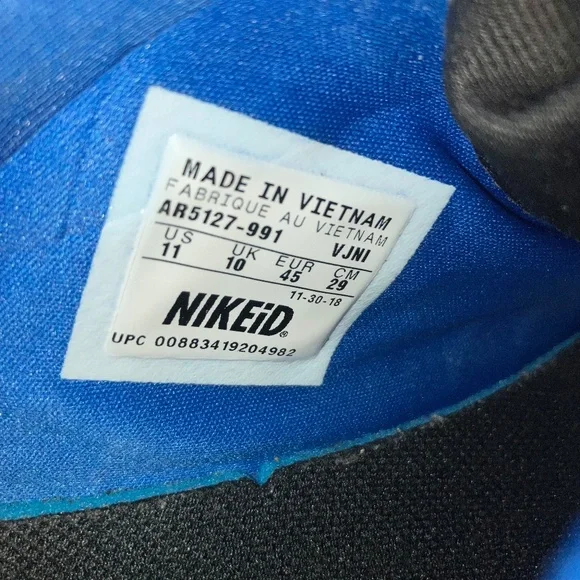 MADE IN VIETNAM
FABRIQUE AU VIETNAM
AR5127-991 VJNI
US UK EUR CM
11 10 45 29
11-30-18
NIKEiD®
UPC 00883419204982